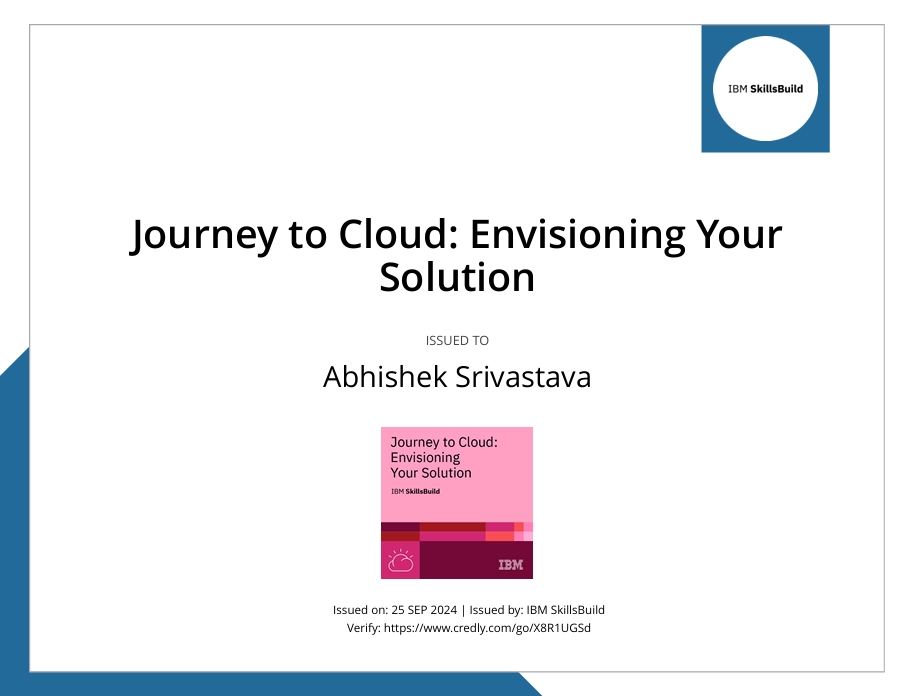 IBM SkillsBuild
Journey to Cloud: Envisioning Your
Solution
ISSUED TO
Abhishek Srivastava
Journey to Cloud:
Envisioning
Your Solution
IBM SkillsBuild
IBM
Issued on: 25 SEP 2024 | Issued by: IBM SkillsBuild
Verify: https://www.credly.com/go/X8R1UGSd